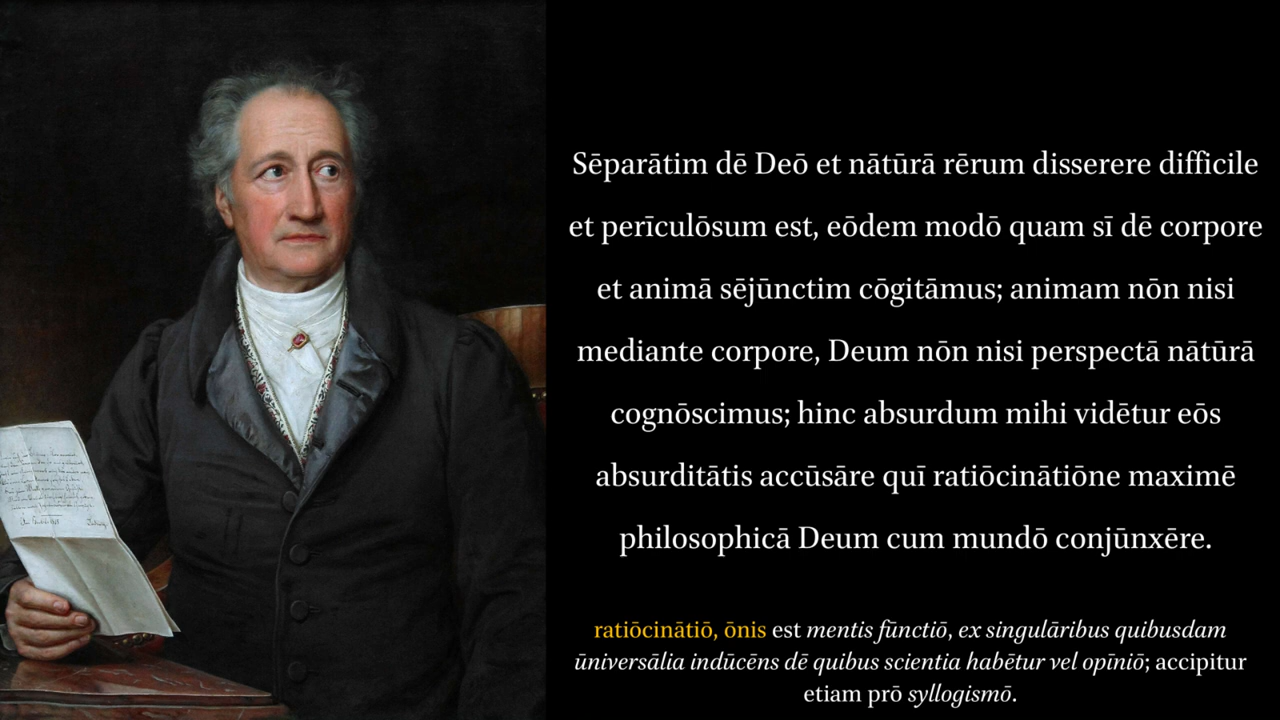 Sēparātim dē Deō et nātūrā rērum disserere difficile
et perīculōsum est, eōdem modō quam sī dē corpore
et animā sējūnctim cōgitāmus; animam nōn nisi
mediante corpore, Deum nōn nisi perspectā nātūrā
cognōscimus; hinc absurdum mihi vidētur eōs
absurditātis accūsāre quī ratiōcinātiōne maximē
philosophicā Deum cum mundō conjūnxēre.
ratiōcinātiō, ōnis est mentis fūnctiō, ex singulāribus quibusdam
ūniversālia indūcēns dē quibus scientia habētur vel opīniō; accipitur
etiam prō syllogismō.